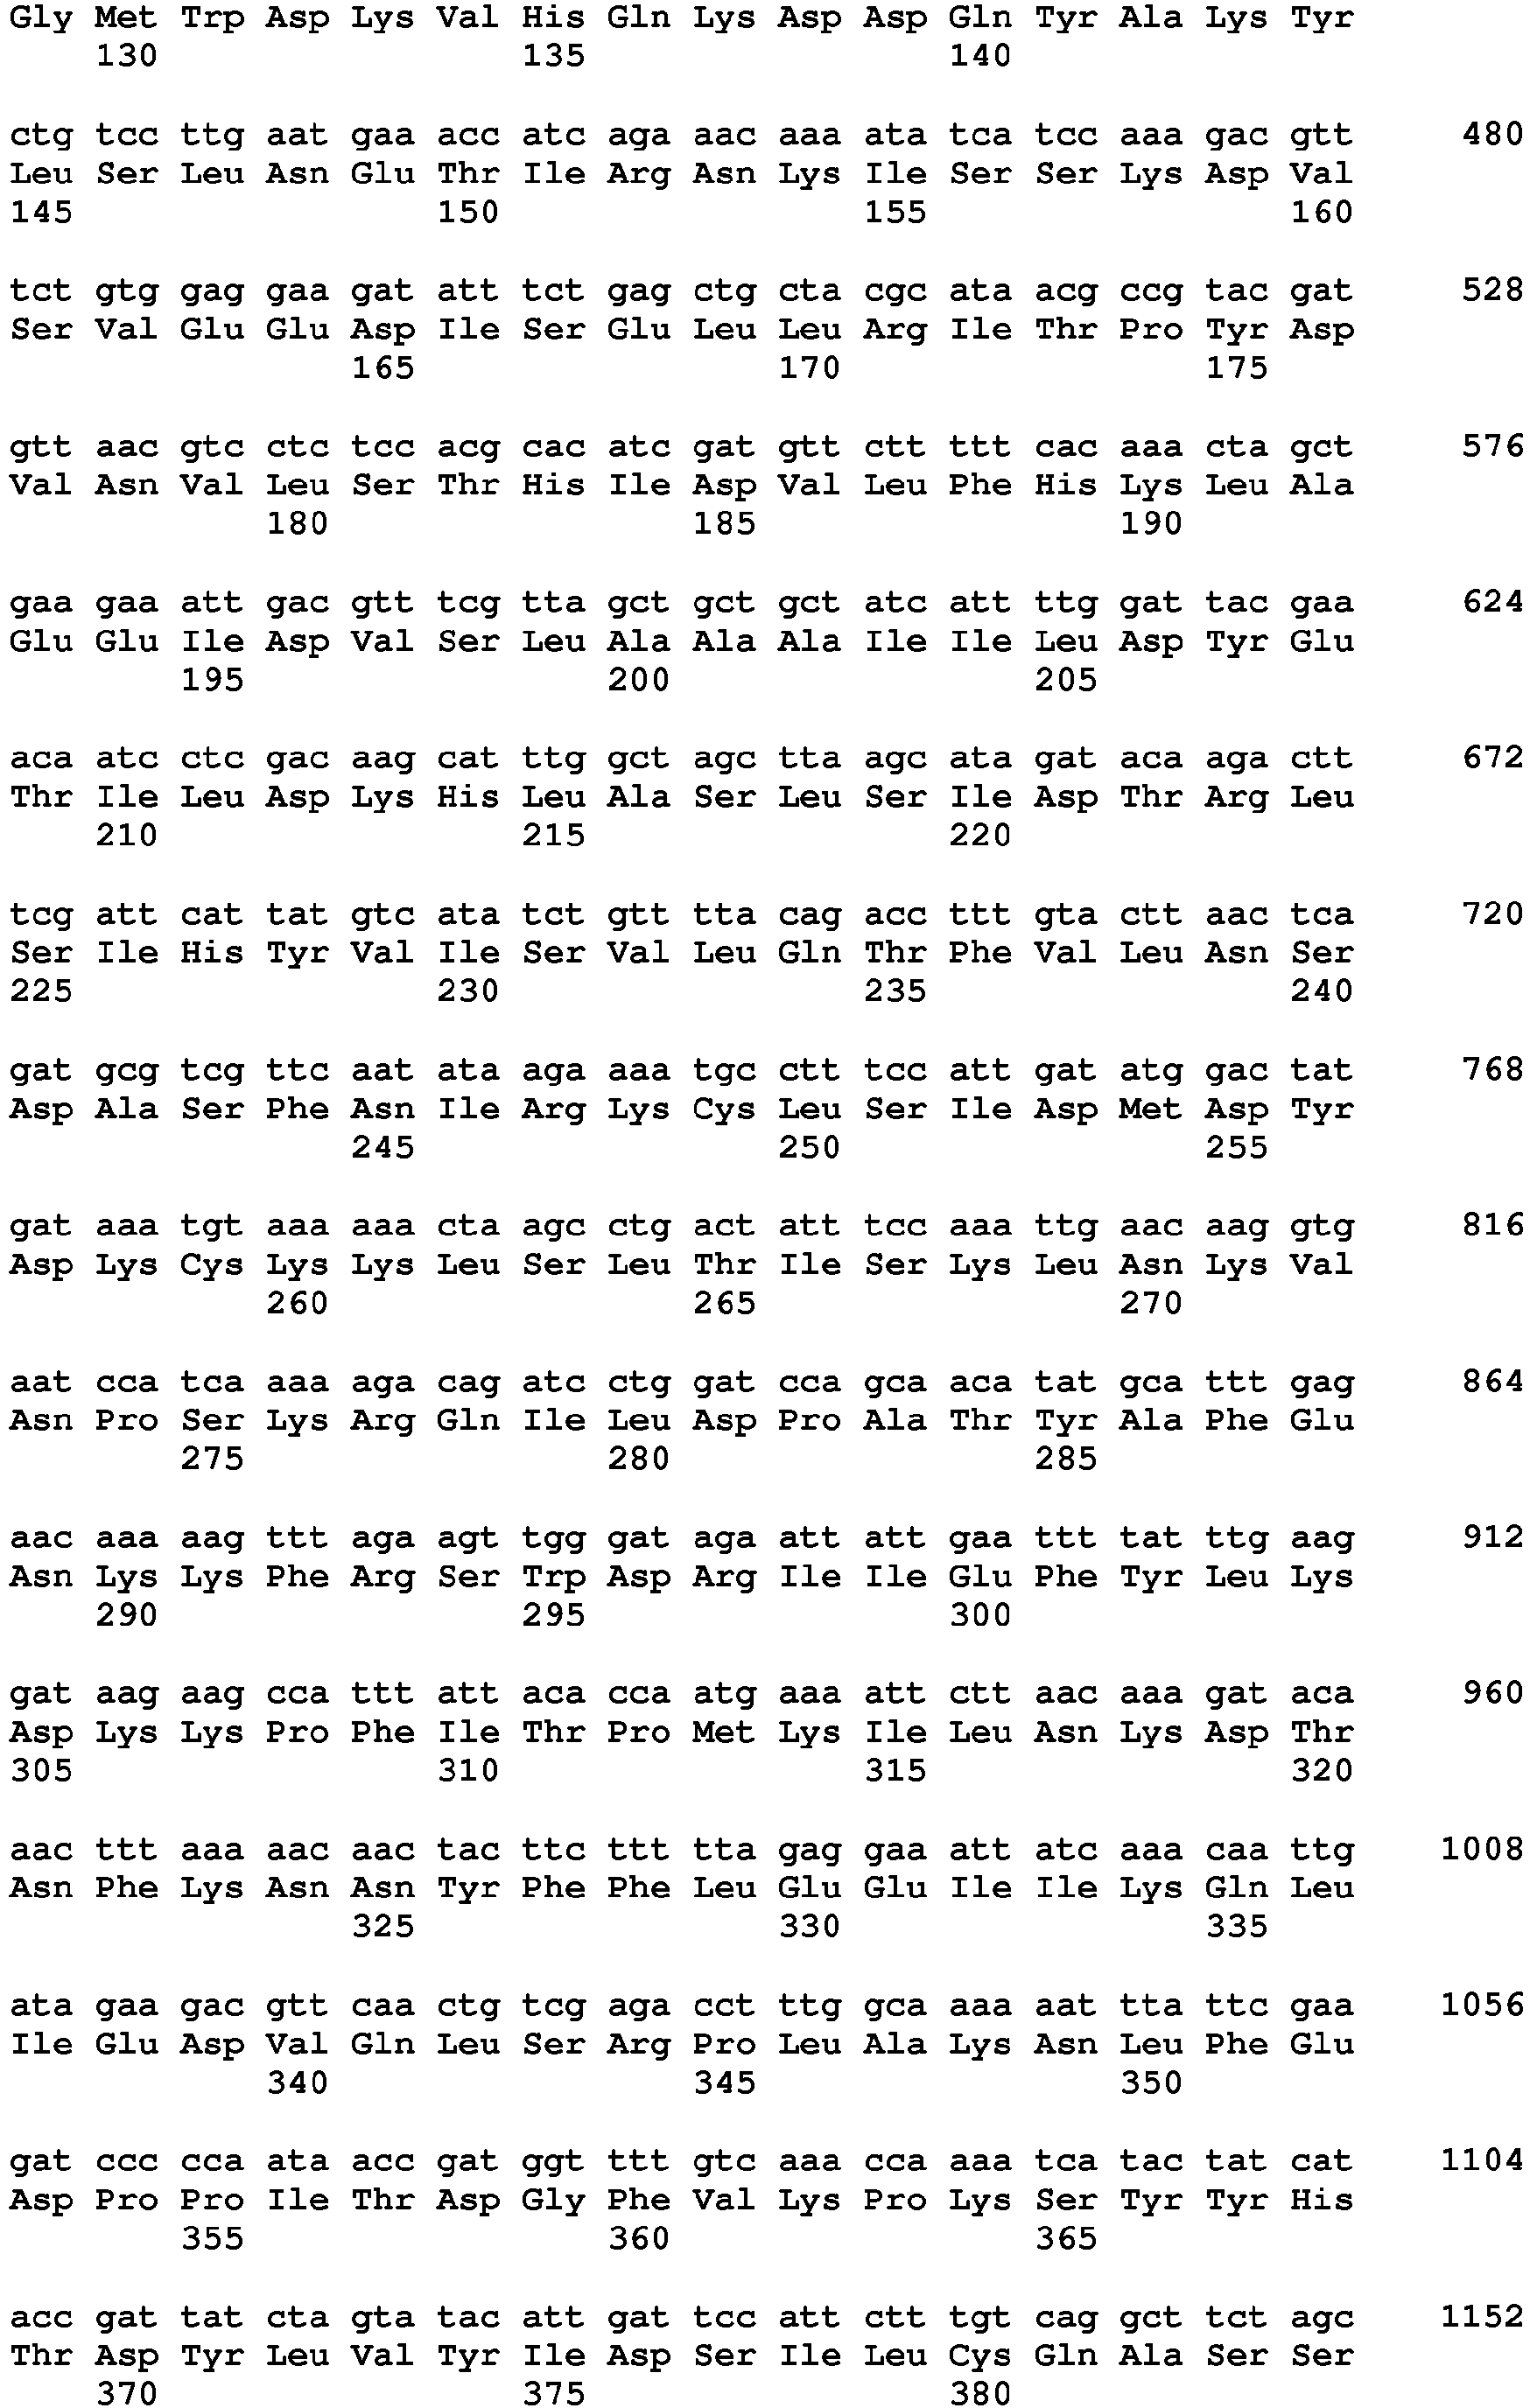 Gly Met Trp Asp Lys Val His Gln Lys Asp Asp Gln Tyr Ala Lys Tyr
130 135 140
ctg tcc ttg aat gaa acc atc aga aac aaa ata tca tcc aaa gac gtt 480
Leu Ser Leu Asn Glu Thr Ile Arg Asn Lys Ile Ser Ser Lys Asp Val
145 150 155 160
tct gtg gag gaa gat att tct gag ctg cta cgc ata acg ccg tac gat 528
Ser Val Glu Glu Asp Ile Ser Glu Leu Leu Arg Ile Thr Pro Tyr Asp
165 170 175
gtt aac gtc ctc tcc acg cac atc gat gtt ctt ttt cac aaa cta gct 576
Val Asn Val Leu Ser Thr His Ile Asp Val Leu Phe His Lys Leu Ala
180 185 190
gaa gaa att gac gtt tcg tta gct gct gct atc att ttg gat tac gaa 624
Glu Glu Ile Asp Val Ser Leu Ala Ala Ala Ile Ile Leu Asp Tyr Glu
195 200 205
aca atc ctc gac aag cat ttg gct agc tta agc ata gat aca aga ctt 672
Thr Ile Leu Asp Lys His Leu Ala Ser Leu Ser Ile Asp Thr Arg Leu
210 215 220
tcg att cat tat gtc ata tct gtt tta cag acc ttt gta ctt aac tca 720
Ser Ile His Tyr Val Ile Ser Val Leu Gln Thr Phe Val Leu Asn Ser
225 230 235 240
gat gcg tcg ttc aat ata aga aaa tgc ctt tcc att gat atg gac tat 768
Asp Ala Ser Phe Asn Ile Arg Lys Cys Leu Ser Ile Asp Met Asp Tyr
245 250 255
gat aaa tgt aaa aaa cta agc ctg act att tcc aaa ttg aac aag gtg 816
Asp Lys Cys Lys Lys Leu Ser Leu Thr Ile Ser Lys Leu Asn Lys Val
260 265 270
aat cca tca aaa aga cag atc ctg gat cca gca aca tat gca ttt gag 864
Asn Pro Ser Lys Arg Gln Ile Leu Asp Pro Ala Thr Tyr Ala Phe Glu
275 280 285
aac aaa aag ttt aga agt tgg gat aga att att gaa ttt tat ttg aag 912
Asn Lys Lys Phe Arg Ser Trp Asp Arg Ile Ile Glu Phe Tyr Leu Lys
290 295 300
gat aag aag cca ttt att aca cca atg aaa att ctt aac aaa gat aca 960
Asp Lys Lys Pro Phe Ile Thr Pro Met Lys Ile Leu Asn Lys Asp Thr
305 310 315 320
aac ttt aaa aac aac tac ttc ttt tta gag gaa att atc aaa caa ttg 1008
Asn Phe Lys Asn Asn Tyr Phe Phe Leu Glu Glu Ile Ile Lys Gln Leu
325 330 335
ata gaa gac gtt caa ctg tcg aga cct ttg gca aaa aat tta ttc gaa 1056
Ile Glu Asp Val Gln Leu Ser Arg Pro Leu Ala Lys Asn Leu Phe Glu
340 345 350
gat ccc cca ata acc gat ggt ttt gtc aaa cca aaa tca tac tat cat 1104
Asp Pro Pro Ile Thr Asp Gly Phe Val Lys Pro Lys Ser Tyr Tyr His
355 360 365
acc gat tat cta gta tac att gat tcc att ctt tgt cag gct tct agc 1152
Thr Asp Tyr Leu Val Tyr Ile Asp Ser Ile Leu Cys Gln Ala Ser Ser
370 375 380